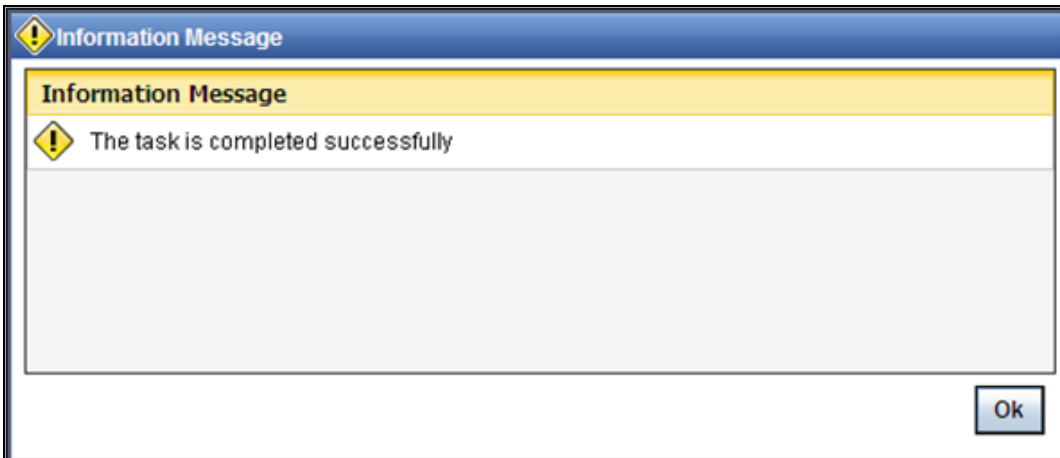 Information Message
Information Message
The task is completed successfully
Ok